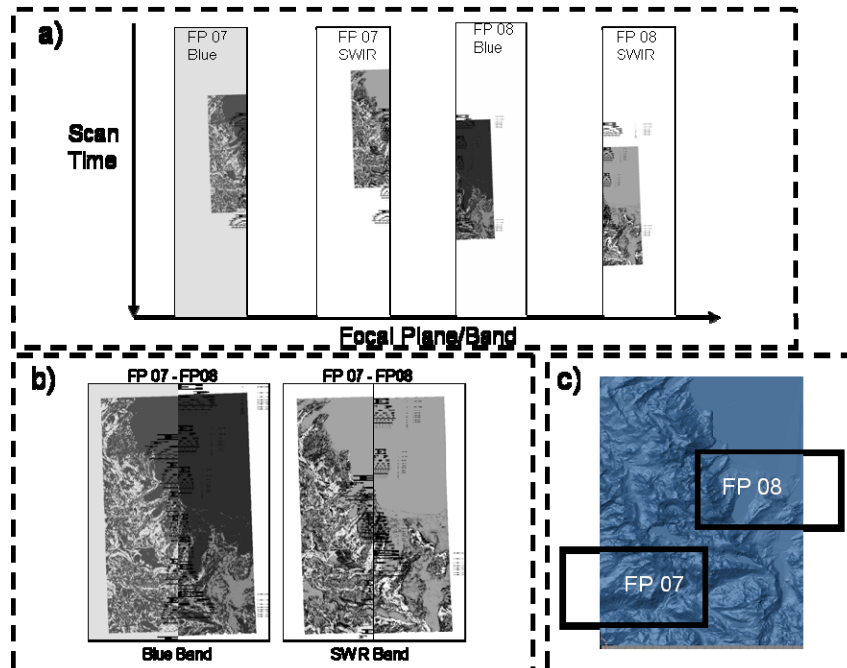 a)
FP 07
Blue
FP 07
SWIR
FP 08
Blue
FP 08
SWIR
Scan
Time
Focal Plane/Band
b)
FP 07 - FP08
FP 07 - FP08
Blue Band
SWR Band
c)
FP 08
FP 07